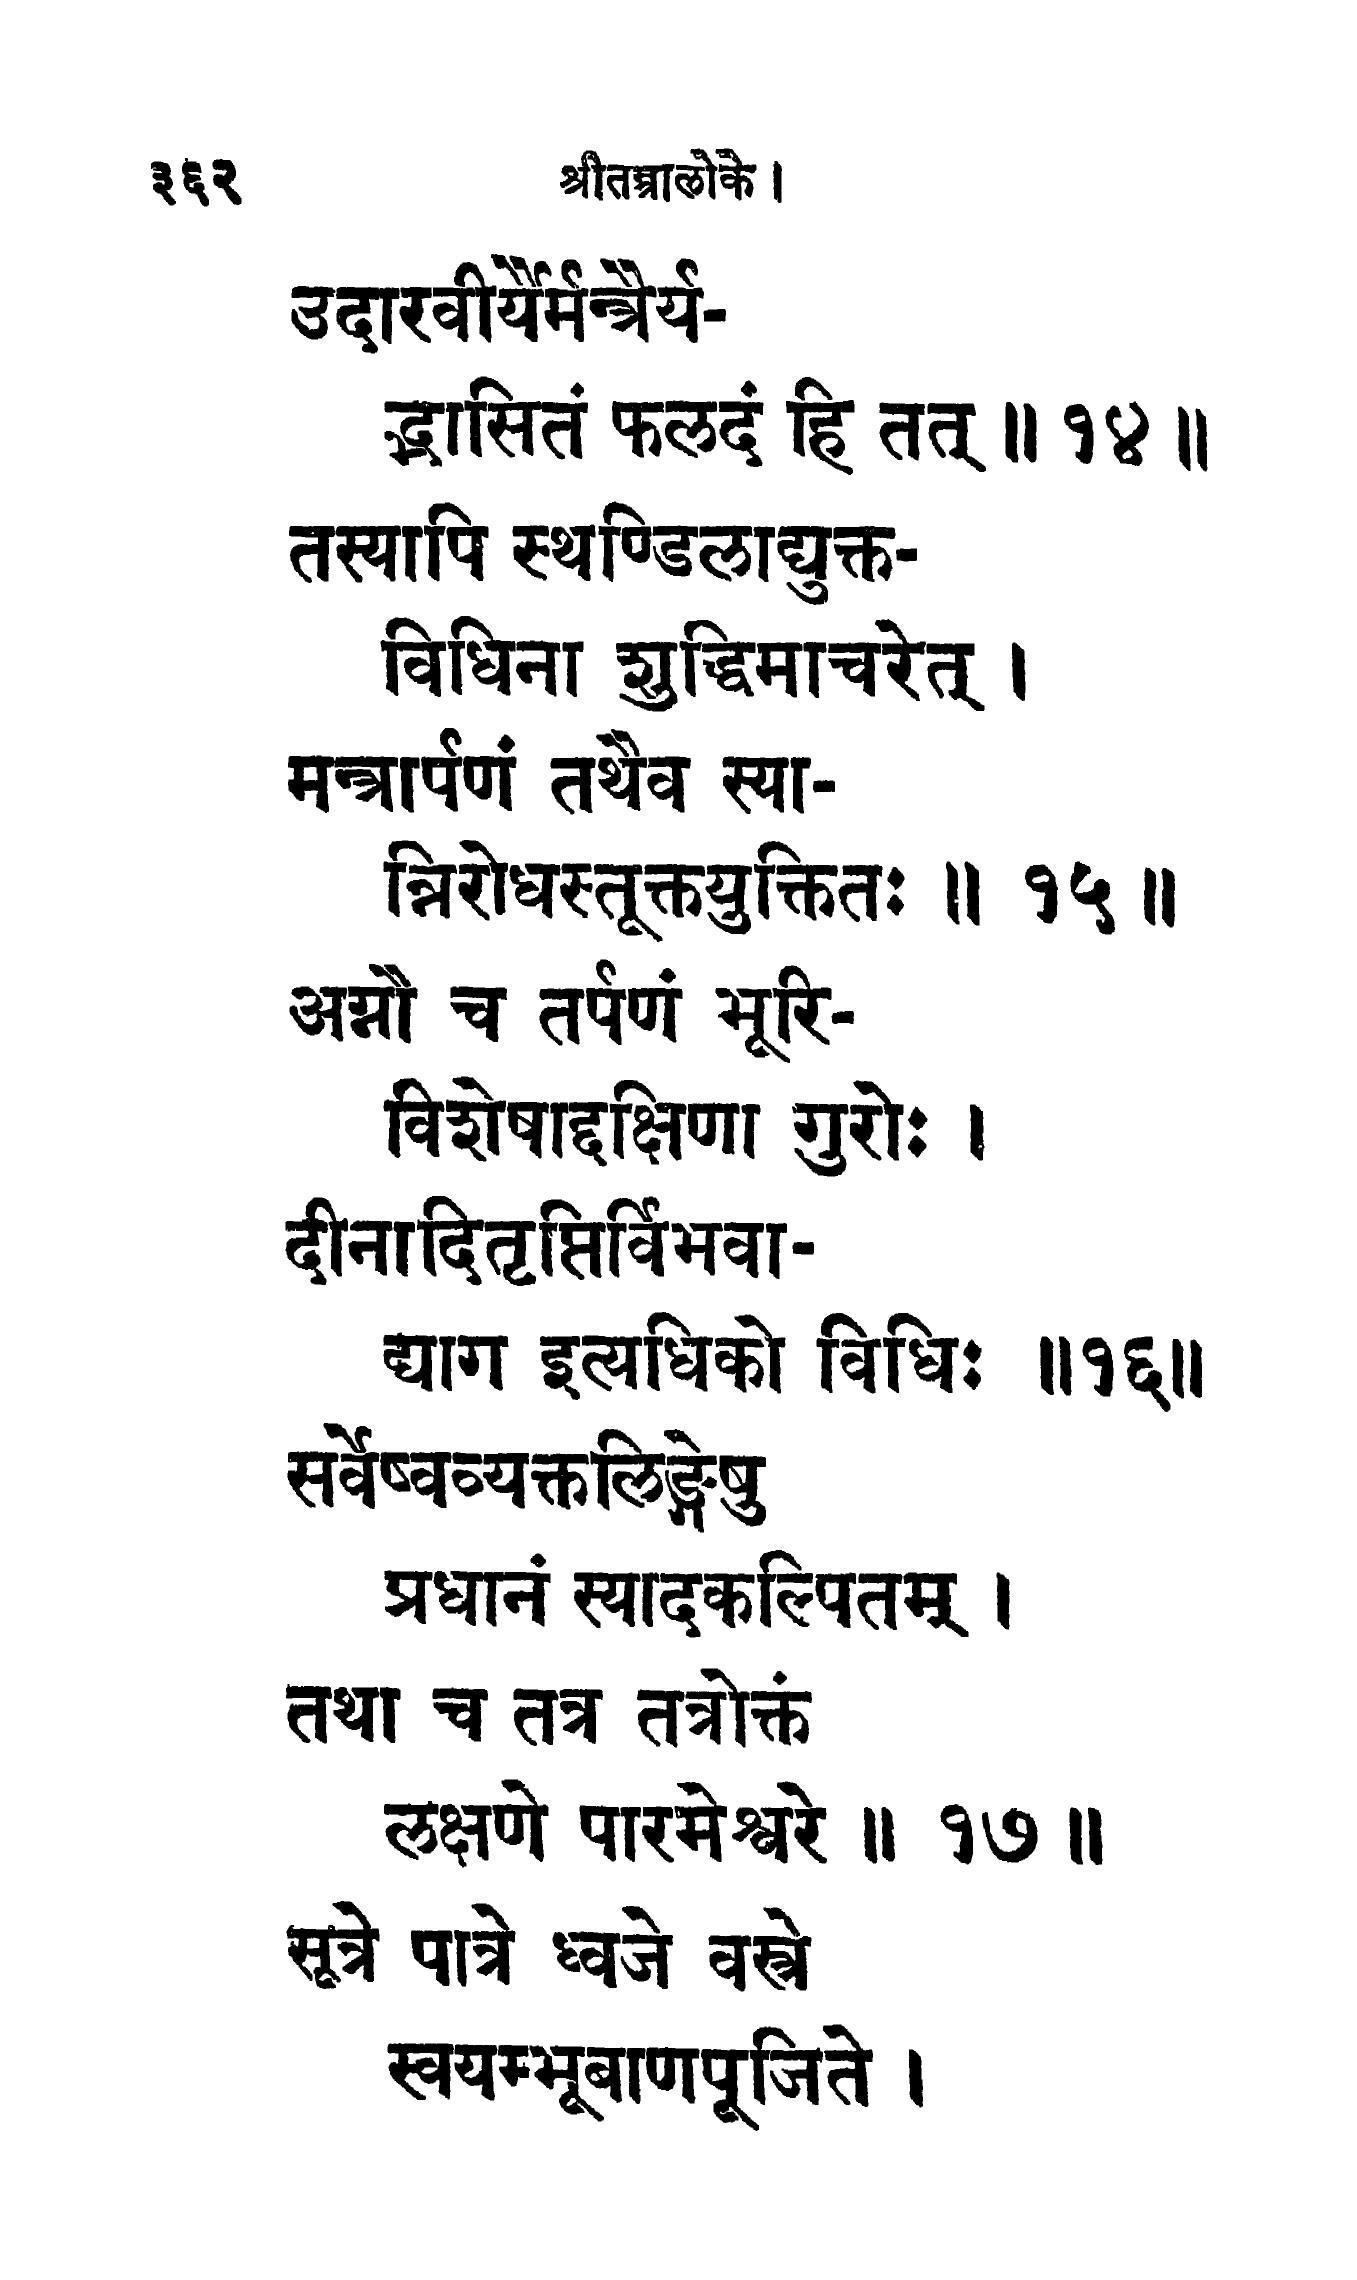 ३६२ श्रीतन्त्रालोके ।
उदारवीर्यैर्मन्त्रैर्य-
द्भासितं फलदं हि तत् ॥ १४ ॥
तस्यापि स्थण्डिलाद्युक्त-
विधिना शुद्धिमाचरेत् ।
मन्त्रार्पणं तथैव स्या-
न्निरोधस्तूक्तयुक्तितः ॥ १५ ॥
अग्नौ च तर्पणं भूरि-
विशेषाद्दक्षिणा गुरोः ।
दीनादितृप्तिर्विभवा-
द्याग इत्यधिको विधिः ॥१६॥
सर्वेष्वव्यक्तलिङ्गेषु
प्रधानं स्यादकल्पितम् ।
तथा च तत्र तत्रोक्तं
लक्षणे पारमेश्वरे ॥ १७ ॥
सूत्रे पात्रे ध्वजे वस्त्रे
स्वयम्भूबाणपूजिते ।